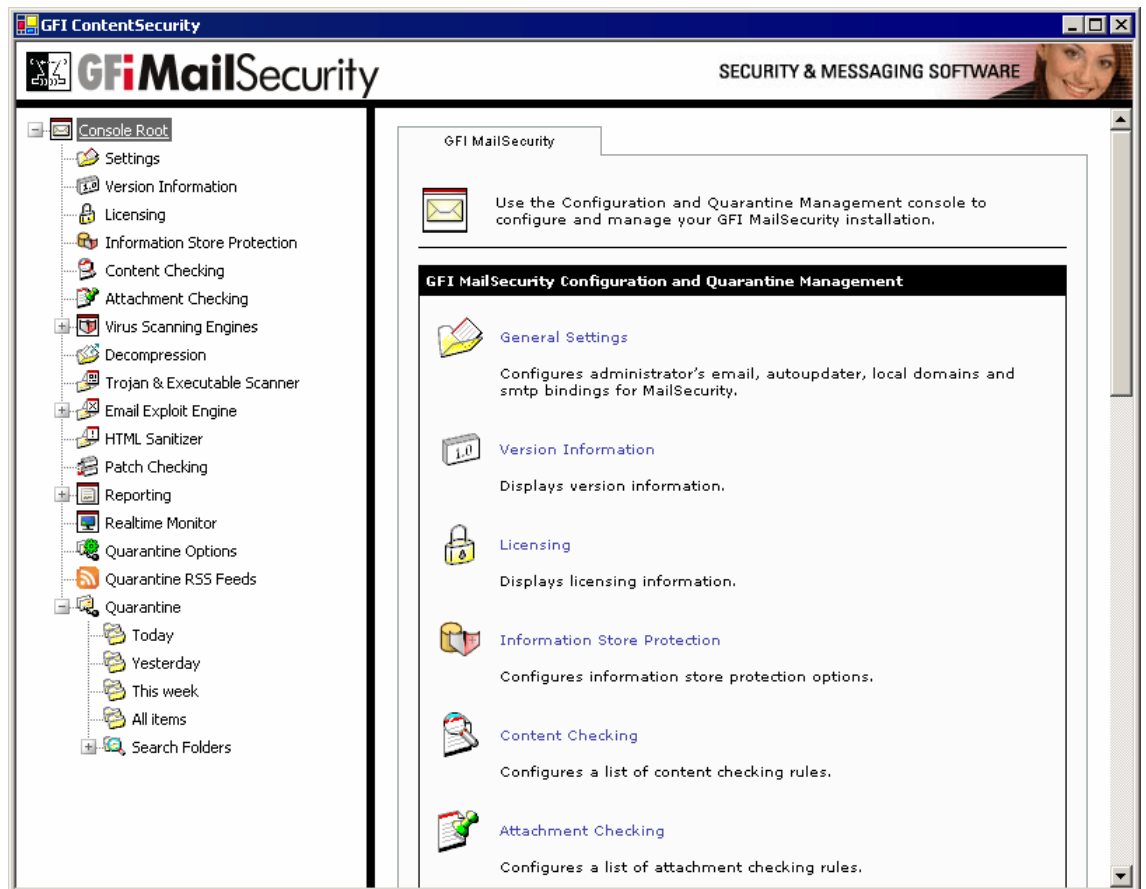 GFI ContentSecurity
GFi MailSecurity
SECURITY & MESSAGING SOFTWARE
Console Root
Settings
1.0
Version Information
Licensing
Information Store Protection
Content Checking
Attachment Checking
Virus Scanning Engines
Decompression
Trojan & Executable Scanner
Email Exploit Engine
HTML Sanitizer
Patch Checking
Reporting
Realtime Monitor
Quarantine Options
Quarantine RSS Feeds
Quarantine
Today
Yesterday
This week
All items
Search Folders
GFI MailSecurity
Use the Configuration and Quarantine Management console to
configure and manage your GFI MailSecurity installation.
GFI MailSecurity Configuration and Quarantine Management
General Settings
Configures administrator's email, autoupdater, local domains and
smtp bindings for MailSecurity.
1.0
Version Information
Displays version information.
Licensing
Displays licensing information.
Information Store Protection
Configures information store protection options.
Content Checking
Configures a list of content checking rules.
Attachment Checking
Configures a list of attachment checking rules.